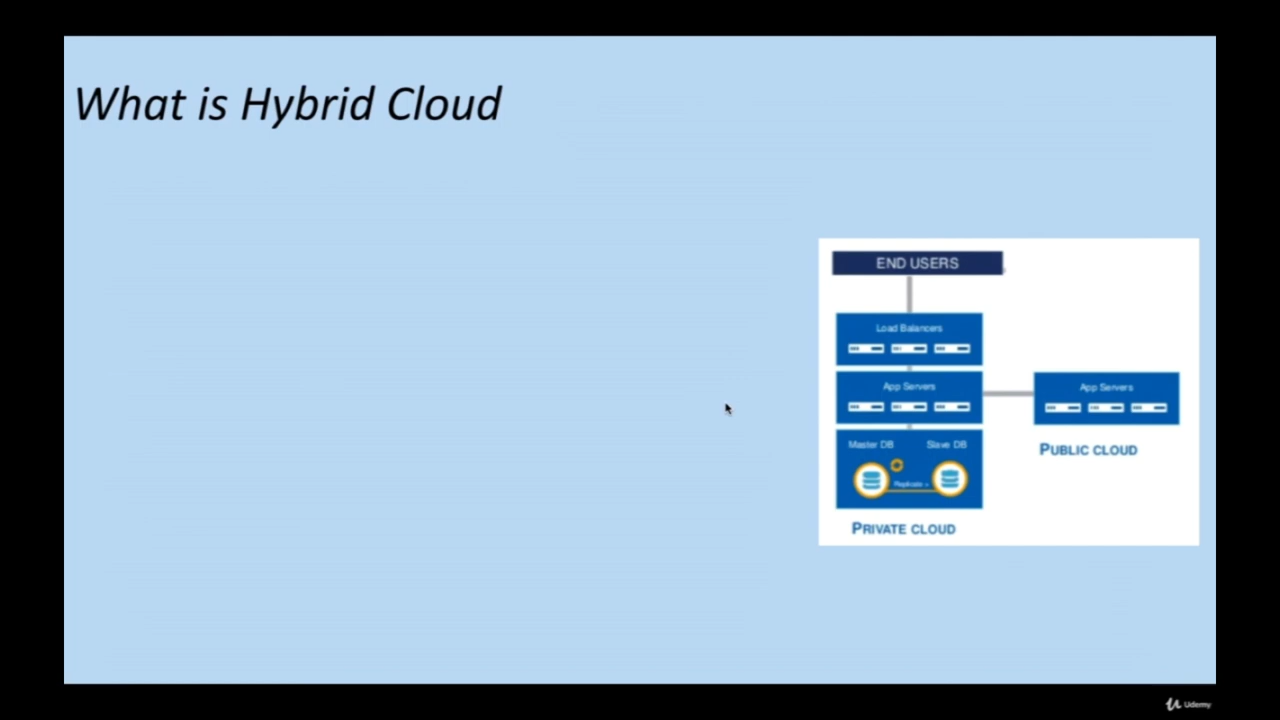 What is Hybrid Cloud
END USERS
Load Balancers
App Servers
App Servers
Master DB Slave DB
Replicate
PUBLIC CLOUD
PRIVATE CLOUD
Udemy